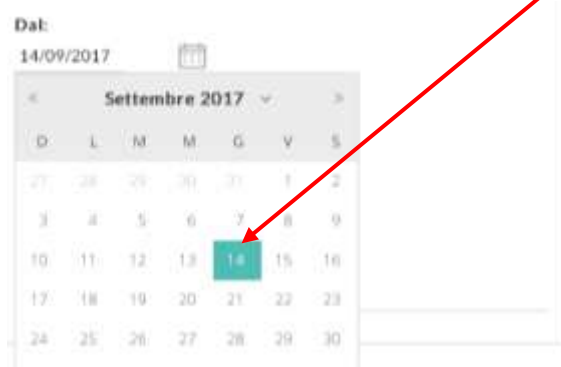 Dal:
14/09/2017
« Settembre 2017 »
D L M M G V S
27 28 29 30 31 1 2
3 4 5 6 7 8 9
10 11 12 13 14 15 16
17 18 19 20 21 22 23
24 25 26 27 28 29 30